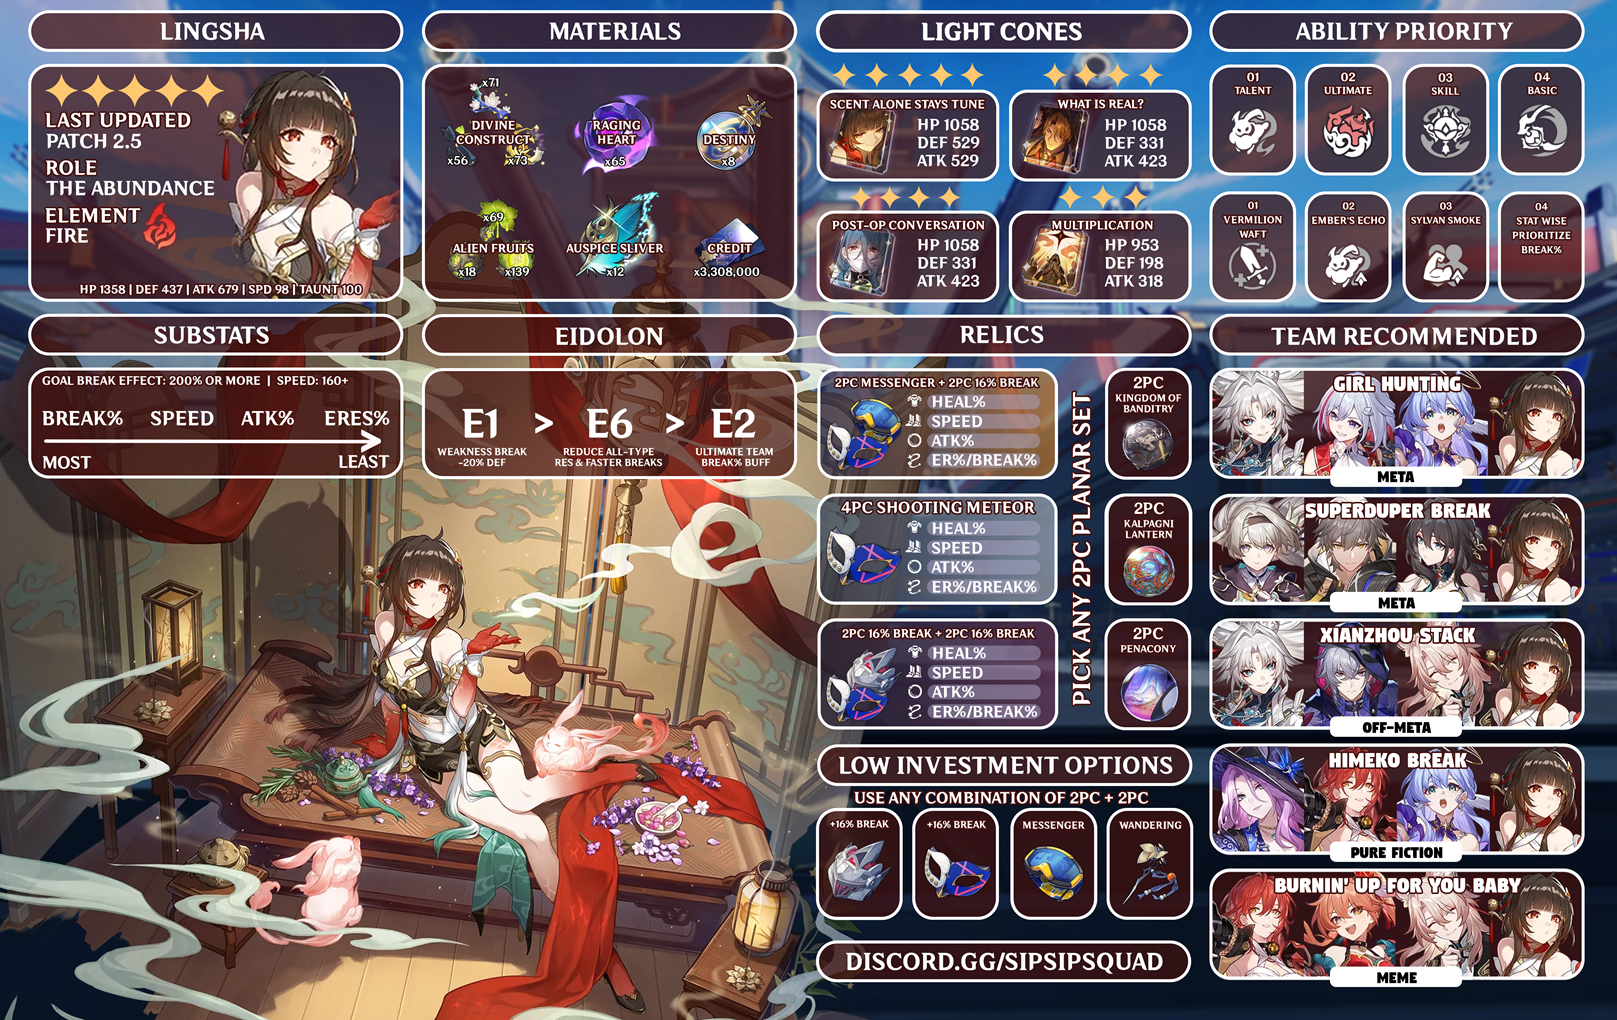 LINGSHA
LAST UPDATED
PATCH 2.5
ROLE
THE ABUNDANCE
ELEMENT
FIRE
HP 1358 | DEF 437 | ATK 679 | SPD 98 | TAUNT 100
MATERIALS
x71
DIVINE
CONSTRUCT
x56
x73
RAGING
HEART
x65
DESTINY
x8
x69
ALIEN FRUITS
x18
x139
AUSPICE SLIVER
x12
CREDIT
x3,308,000
LIGHT CONES
SCENT ALONE STAYS TUNE
HP 1058
DEF 529
ATK 529
WHAT IS REAL?
HP 1058
DEF 331
ATK 423
POST-OP CONVERSATION
HP 1058
DEF 331
ATK 423
MULTIPLICATION
HP 953
DEF 198
ATK 318
ABILITY PRIORITY
01
TALENT
02
ULTIMATE
03
SKILL
04
BASIC
01
VERMILION
WAFT
02
EMBER'S ECHO
03
SYLVAN SMOKE
04
STAT WISE
PRIORITIZE
BREAK%
SUBSTATS
GOAL BREAK EFFECT: 200% OR MORE | SPEED: 160+
BREAK% SPEED ATK% ERES%
MOST
LEAST
EIDOLON
E1 > E6 > E2
WEAKNESS BREAK
-20% DEF
REDUCE ALL-TYPE
RES & FASTER BREAKS
ULTIMATE TEAM
BREAK% BUFF
RELICS
2PC MESSENGER + 2PC 16% BREAK
HEAL%
SPEED
ATK%
ER%/BREAK%
4PC SHOOTING METEOR
HEAL%
SPEED
ATK%
ER%/BREAK%
2PC 16% BREAK + 2PC 16% BREAK
HEAL%
SPEED
ATK%
ER%/BREAK%
PICK ANY 2PC PLANAR SET
2PC
KINGDOM OF
BANDITRY
2PC
KALPAGNI
LANTERN
2PC
PENACONY
LOW INVESTMENT OPTIONS
USE ANY COMBINATION OF 2PC + 2PC
+16% BREAK
+16% BREAK
MESSENGER
WANDERING
DISCORD.GG/SIPSIPSQUAD
TEAM RECOMMENDED
GIRL HUNTING
META
SUPERDUPER BREAK
META
XIANZHOU STACK
OFF-META
HIMEKO BREAK
PURE FICTION
BURNIN' UP FOR YOU BABY
MEME